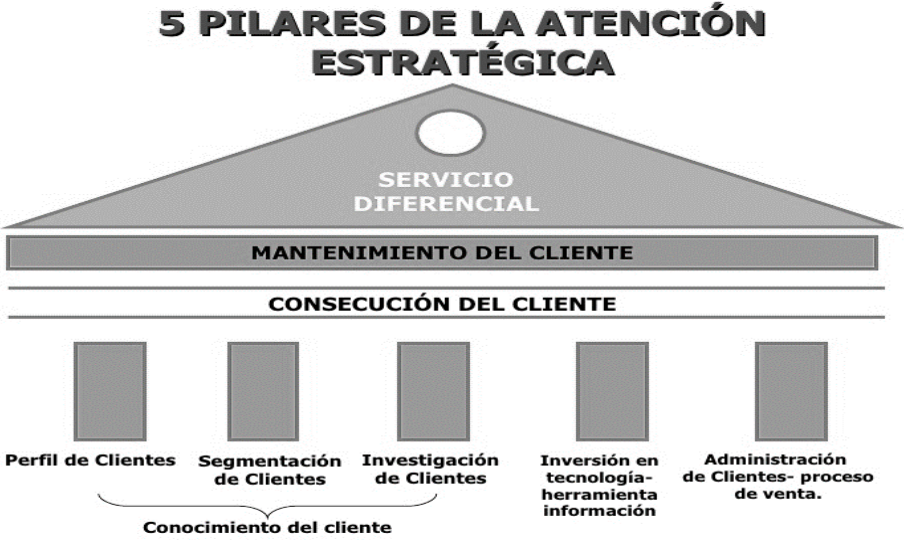 5 PILARES DE LA ATENCIÓN
ESTRATÉGICA
SERVICIO
DIFERENCIAL
MANTENIMIENTO DEL CLIENTE
CONSECUCIÓN DEL CLIENTE
Perfil de Clientes
Segmentación
de Clientes
Investigación
de Clientes
Inversión en
tecnología-
herramienta
información
Administración
de Clientes- proceso
de venta.
Conocimiento del cliente